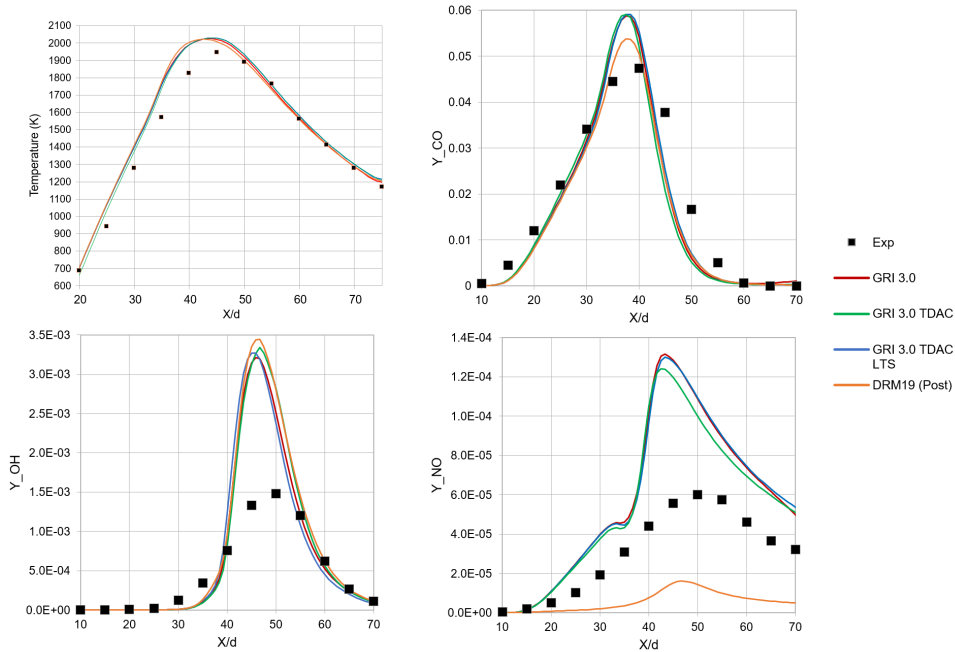 2100
2000
1900
1800
1700
1600
1500
1400
1300
1200
1100
1000
900
800
700
600
Temperature (K)
20 30 40 50 60 70
X/d
0.06
0.05
0.04
0.03
0.02
0.01
0
Y_CO
10 20 30 40 50 60 70
X/d
Exp
GRI 3.0
GRI 3.0 TDAC
GRI 3.0 TDAC
LTS
DRM19 (Post)
3.5E-03
3.0E-03
2.5E-03
2.0E-03
1.5E-03
1.0E-03
5.0E-04
0.0E+00
Y_OH
10 20 30 40 50 60 70
X/d
1.4E-04
1.2E-04
1.0E-04
8.0E-05
6.0E-05
4.0E-05
2.0E-05
0.0E+00
Y_NO
10 20 30 40 50 60 70
X/d